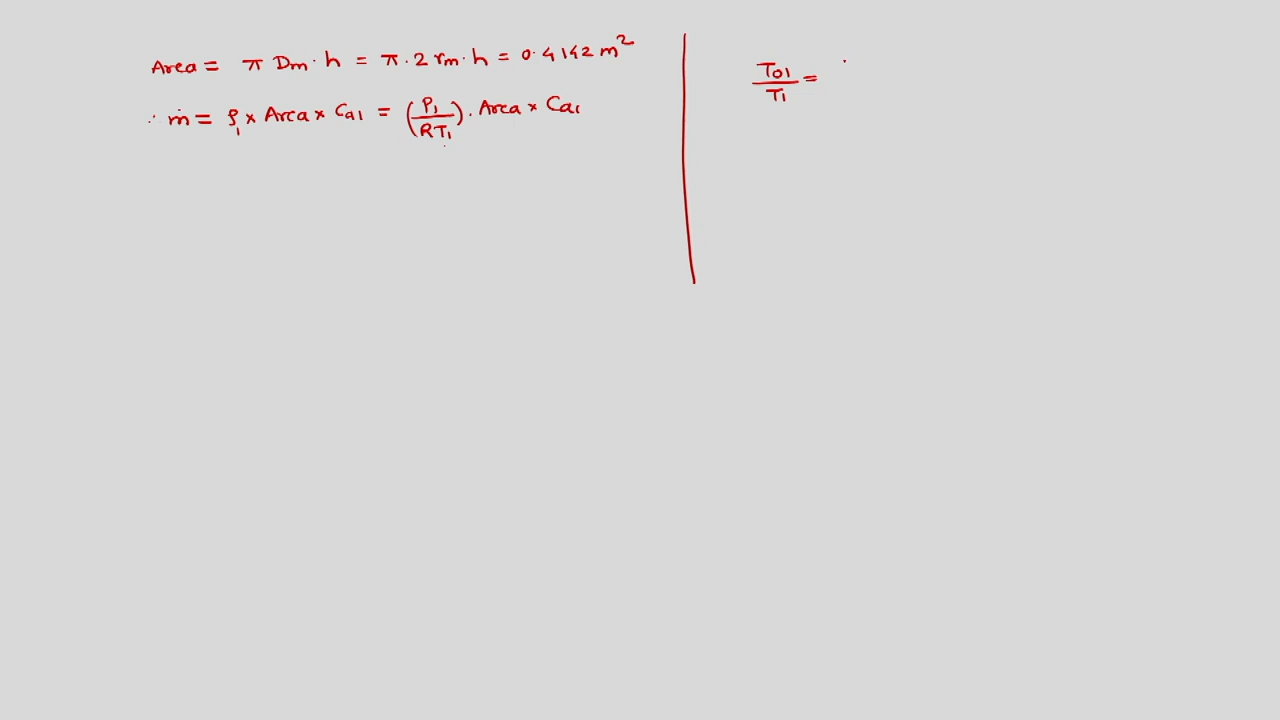 Area = π Dm · h = π · 2 rm · h = 0.4142 m²
∴ ṁ = ρ₁ × Area × Ca1 = (P₁/RT₁) · Area × Ca1
T01/T1 =